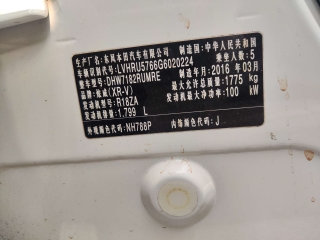 生产厂名：东风本田汽车有限公司 制造国：中华人民共和国
车辆识别代号：LVHRU5766G6020224 乘坐人数：5
整车型号：DHW7182RUMRE 制造年月：2016 年 03月
(XR-V) 最大允许总质量：1775 kg
发动机型号：R18ZA 发动机最大净功率：100 kW
发动机排量：1.799 L
外观颜色代码：NH788P 内饰颜色代码：J